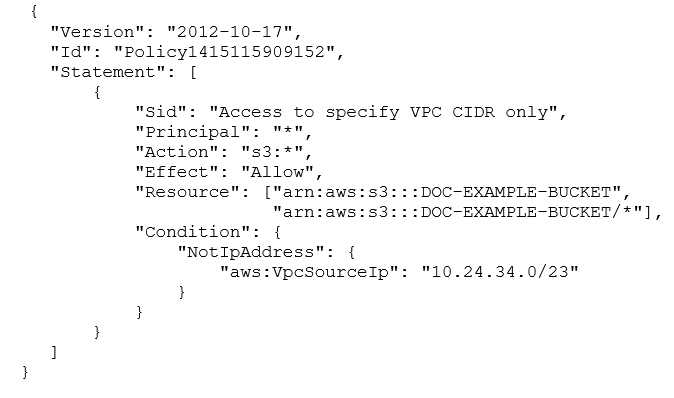 {
"Version": "2012-10-17",
"Id": "Policy1415115909152",
"Statement": [
{
"Sid": "Access to specify VPC CIDR only",
"Principal": "*",
"Action": "s3:*",
"Effect": "Allow",
"Resource": ["arn:aws:s3:::DOC-EXAMPLE-BUCKET",
"arn:aws:s3:::DOC-EXAMPLE-BUCKET/*"],
"Condition": {
"NotIpAddress": {
"aws:VpcSourceIp": "10.24.34.0/23"
}
}
}
]
}